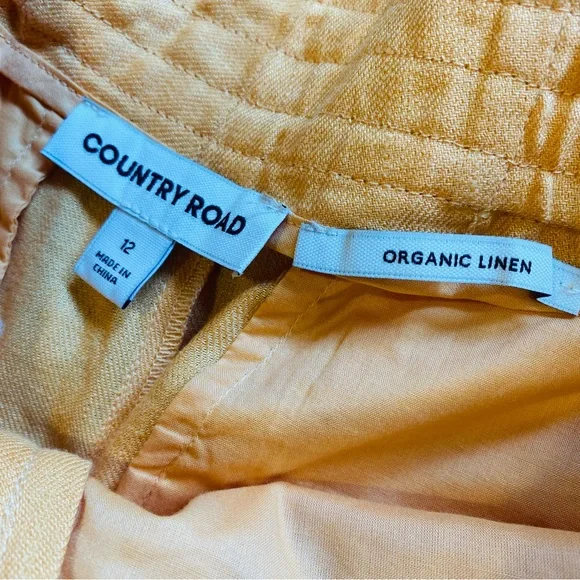 COUNTRY ROAD
12
MADE IN
CHINA
ORGANIC LINEN